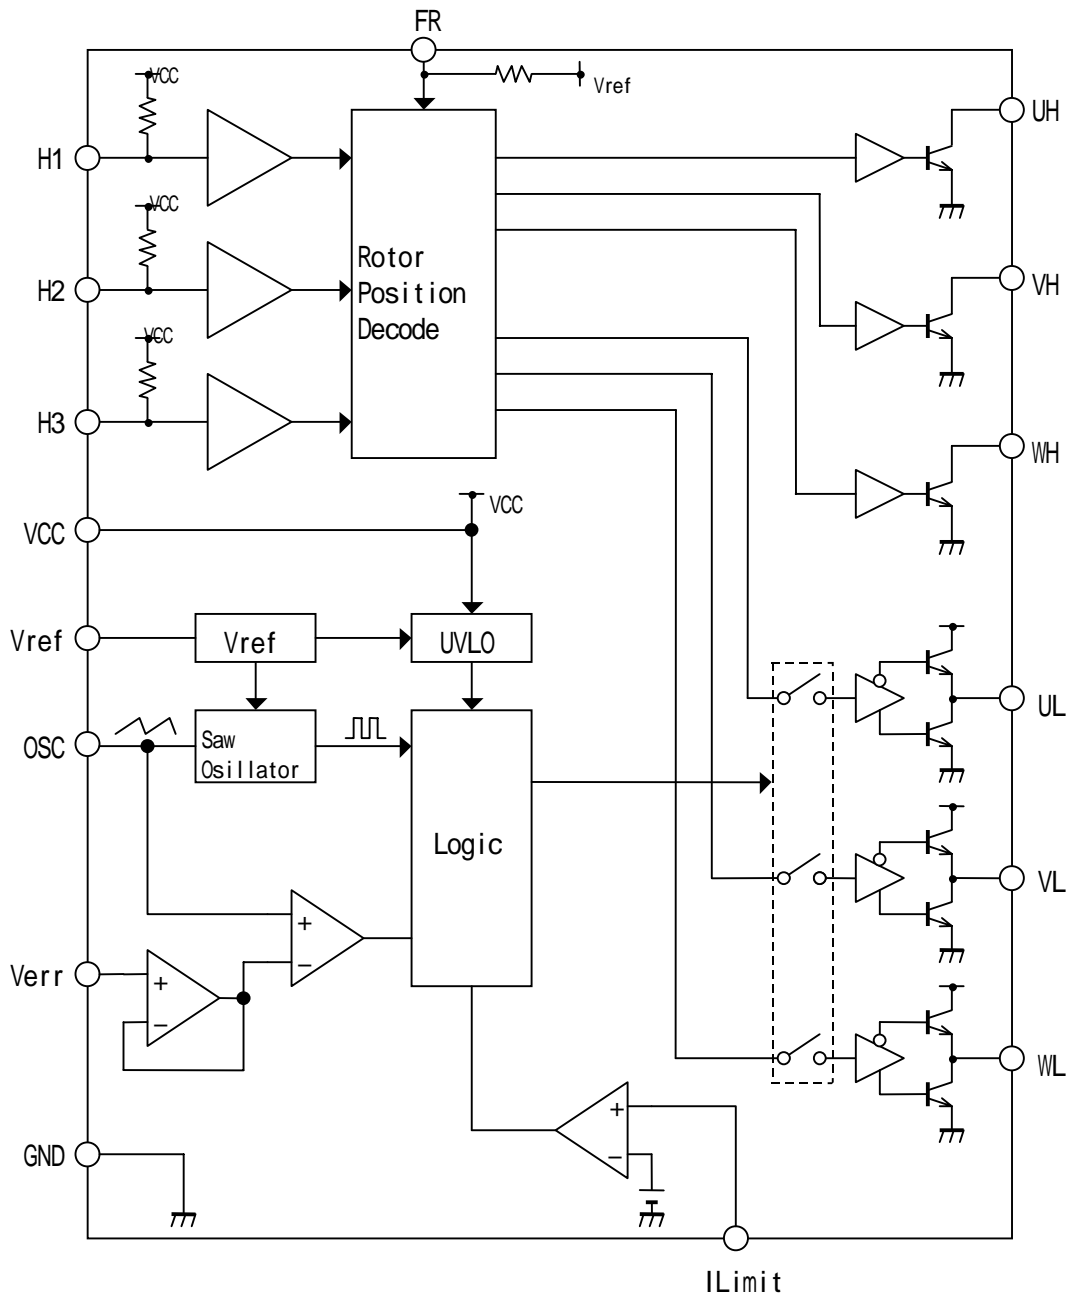 FR
VCC
Vref
UH
H1
VCC
H2
Rotor
Position
Decode
VH
VCC
H3
WH
VCC
VCC
Vref
Vref
UVLO
UL
OSC
Saw
Osillator
Logic
VL
+
−
Verr
+
−
WL
+
−
GND
ILimit